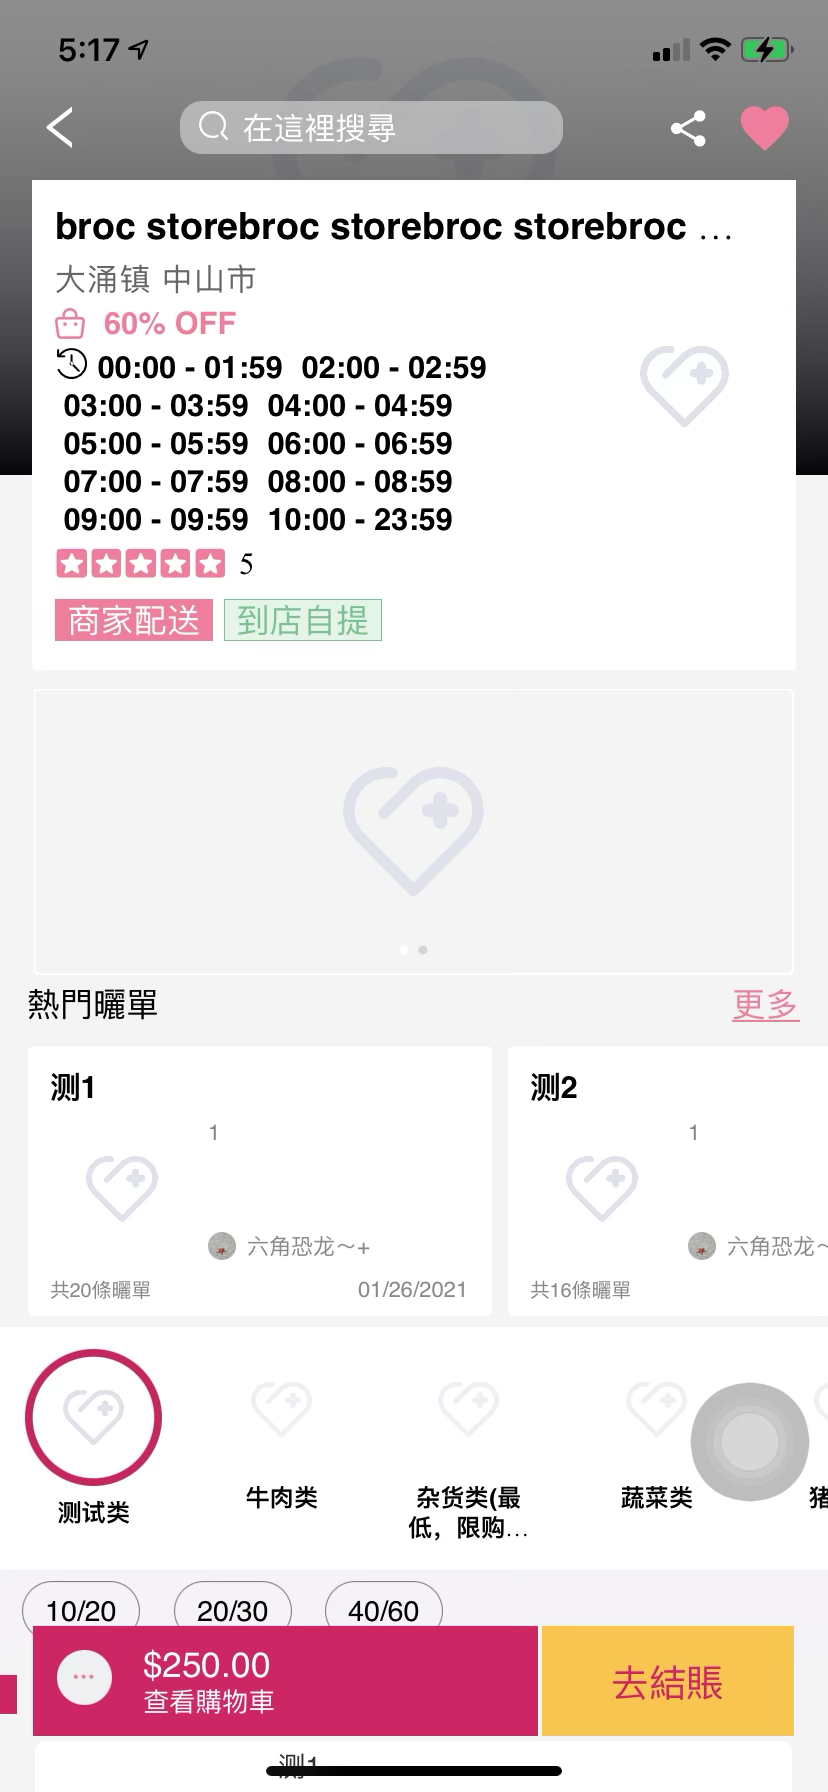 5:17
在這裡搜尋
broc storebroc storebroc storebroc ...
大涌镇 中山市
60% OFF
00:00 - 01:59 02:00 - 02:59
03:00 - 03:59 04:00 - 04:59
05:00 - 05:59 06:00 - 06:59
07:00 - 07:59 08:00 - 08:59
09:00 - 09:59 10:00 - 23:59
5
商家配送 到店自提
熱門曬單 更多
测1
1
六角恐龙～+
共20條曬單 01/26/2021
测2
1
六角恐龙～
共16條曬單
测试类
牛肉类
杂货类(最
低，限购...
蔬菜类
猪
10/20 20/30 40/60
$250.00
查看購物車
去結賬
测1